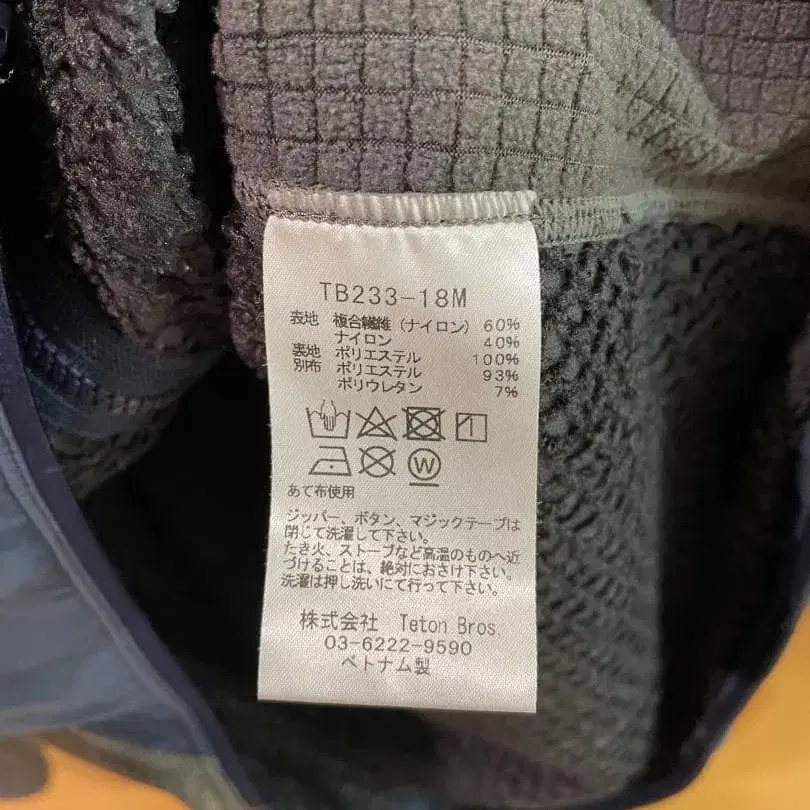 TB233-18M
表地 複合繊維（ナイロン） 60%
ナイロン 40%
裏地 ポリエステル 100%
別布 ポリエステル 93%
ポリウレタン 7%
W
あて布使用
ジッパー、ボタン、マジックテープは
閉じて洗濯して下さい。
たき火、ストーブなど高温のものへ近
づけることは、絶対におさけ下さい。
洗濯は押し洗いにて行って下さい。
株式会社 Teton Bros
03-6222-9590
ベトナム製